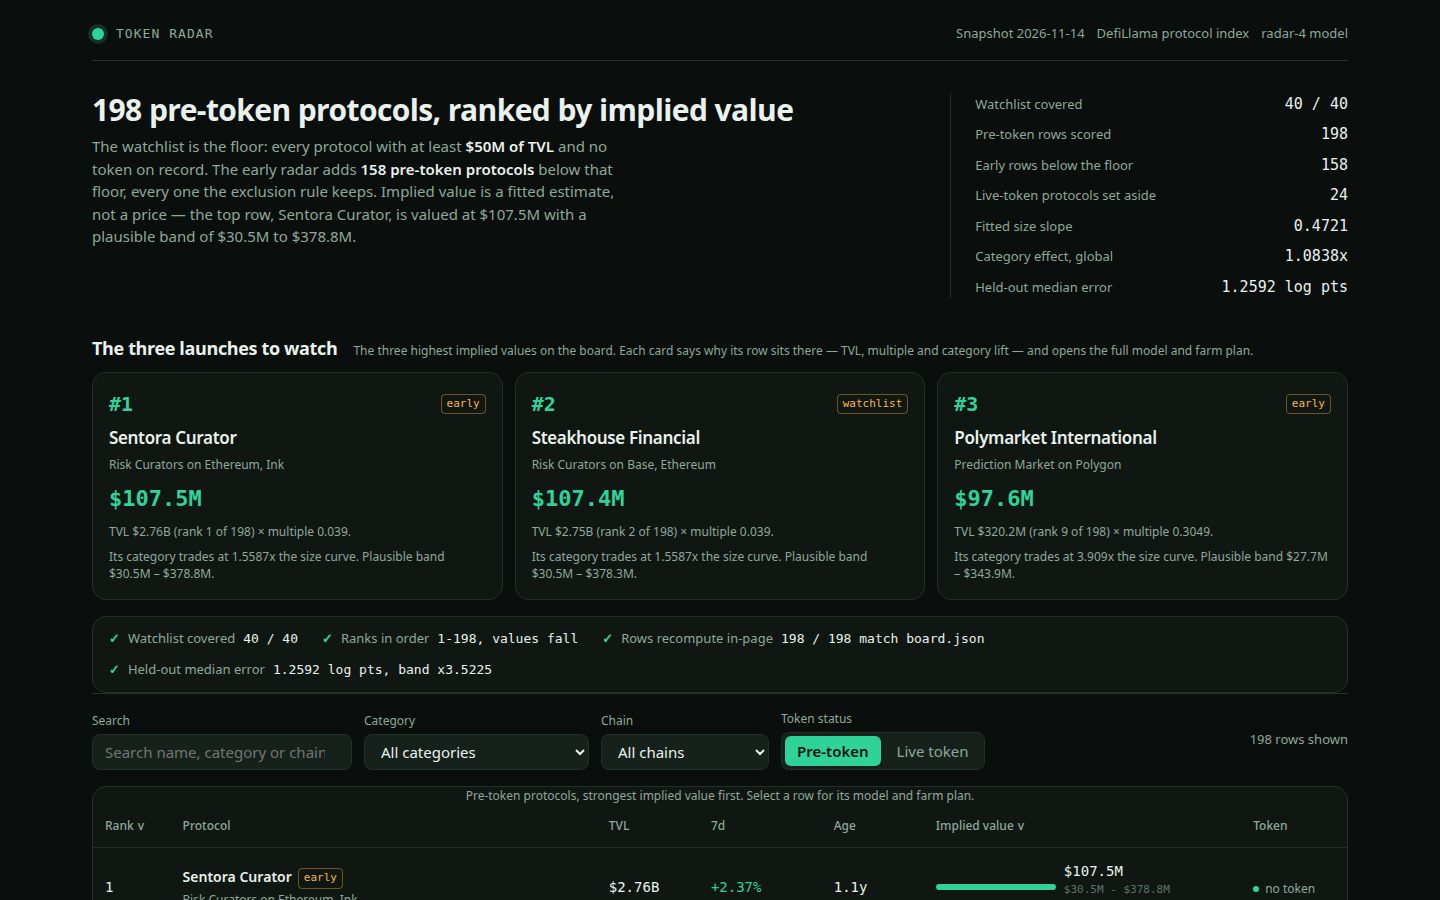 TOKEN RADAR
Snapshot 2026-11-14 DefiLlama protocol index radar-4 model
198 pre-token protocols, ranked by implied value
The watchlist is the floor: every protocol with at least $50M of TVL and no
token on record. The early radar adds 158 pre-token protocols below that
floor, every one the exclusion rule keeps. Implied value is a fitted estimate,
not a price — the top row, Sentora Curator, is valued at $107.5M with a
plausible band of $30.5M to $378.8M.
Watchlist covered 40 / 40
Pre-token rows scored 198
Early rows below the floor 158
Live-token protocols set aside 24
Fitted size slope 0.4721
Category effect, global 1.0838x
Held-out median error 1.2592 log pts
The three launches to watch The three highest implied values on the board. Each card says why its row sits there — TVL, multiple and category lift — and opens the full model and farm plan.
#1 early
Sentora Curator
Risk Curators on Ethereum, Ink
$107.5M
TVL $2.76B (rank 1 of 198) × multiple 0.039.
Its category trades at 1.5587x the size curve. Plausible band
$30.5M – $378.8M.
#2 watchlist
Steakhouse Financial
Risk Curators on Base, Ethereum
$107.4M
TVL $2.75B (rank 2 of 198) × multiple 0.039.
Its category trades at 1.5587x the size curve. Plausible band
$30.5M – $378.3M.
#3 early
Polymarket International
Prediction Market on Polygon
$97.6M
TVL $320.2M (rank 9 of 198) × multiple 0.3049.
Its category trades at 3.909x the size curve. Plausible band $27.7M
– $343.9M.
✓ Watchlist covered 40 / 40 ✓ Ranks in order 1-198, values fall ✓ Rows recompute in-page 198 / 198 match board.json
✓ Held-out median error 1.2592 log pts, band x3.5225
Search Category Chain Token status
Search name, category or chain All categories All chains Pre-token Live token 198 rows shown
Pre-token protocols, strongest implied value first. Select a row for its model and farm plan.
Rank v Protocol TVL 7d Age Implied value v Token
1 Sentora Curator early $2.76B +2.37% 1.1y $107.5M $30.5M - $378.8M no token
Risk Curators on Ethereum, Ink